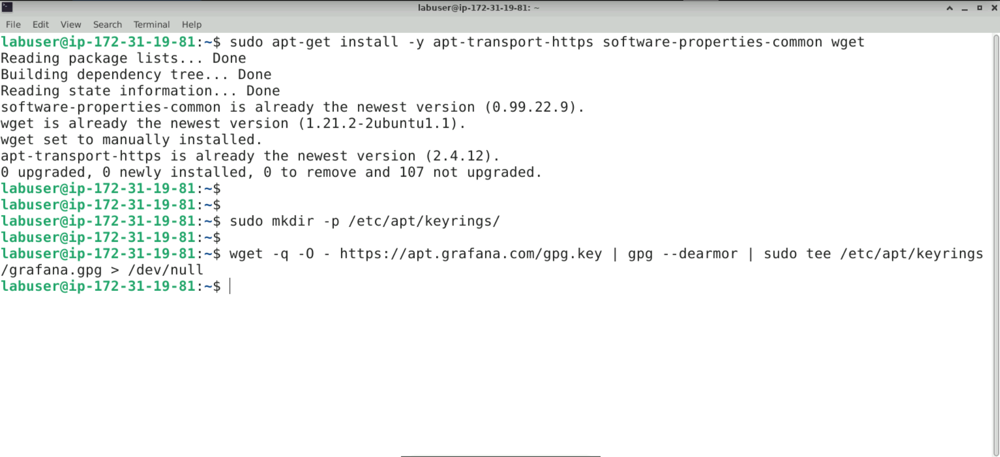 labuser@ip-172-31-19-81: ~
File Edit View Search Terminal Help
labuser@ip-172-31-19-81:~$ sudo apt-get install -y apt-transport-https software-properties-common wget
Reading package lists... Done
Building dependency tree... Done
Reading state information... Done
software-properties-common is already the newest version (0.99.22.9).
wget is already the newest version (1.21.2-2ubuntu1.1).
wget set to manually installed.
apt-transport-https is already the newest version (2.4.12).
0 upgraded, 0 newly installed, 0 to remove and 107 not upgraded.
labuser@ip-172-31-19-81:~$
labuser@ip-172-31-19-81:~$
labuser@ip-172-31-19-81:~$ sudo mkdir -p /etc/apt/keyrings/
labuser@ip-172-31-19-81:~$
labuser@ip-172-31-19-81:~$ wget -q -O - https://apt.grafana.com/gpg.key | gpg --dearmor | sudo tee /etc/apt/keyrings
/grafana.gpg > /dev/null
labuser@ip-172-31-19-81:~$